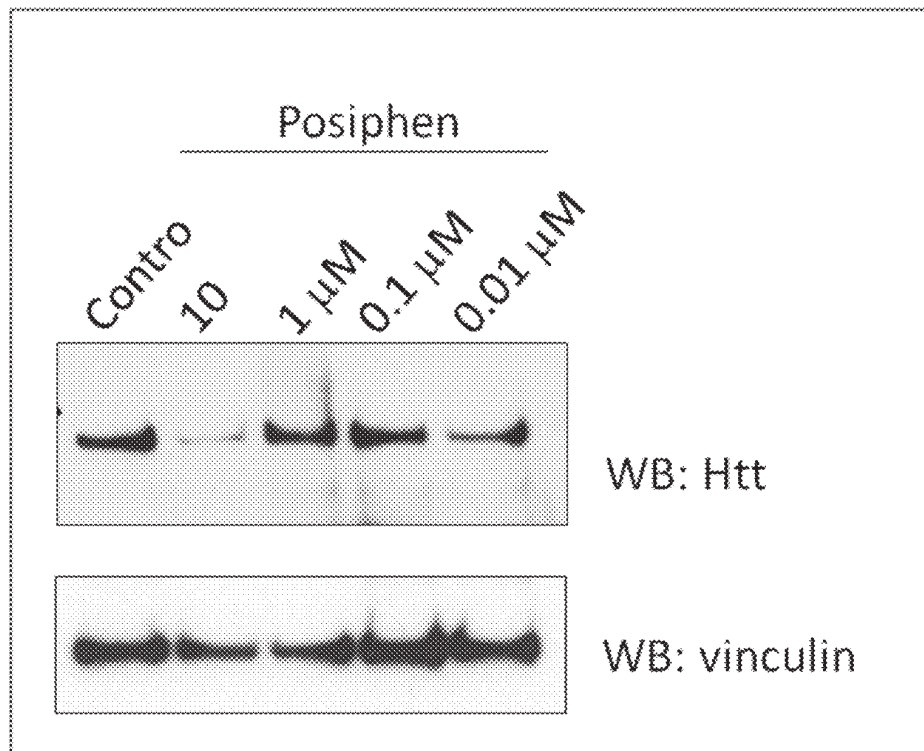 Posiphen
Contro
10
1 µM
0.1 µM
0.01 µM
WB: Htt
WB: vinculin